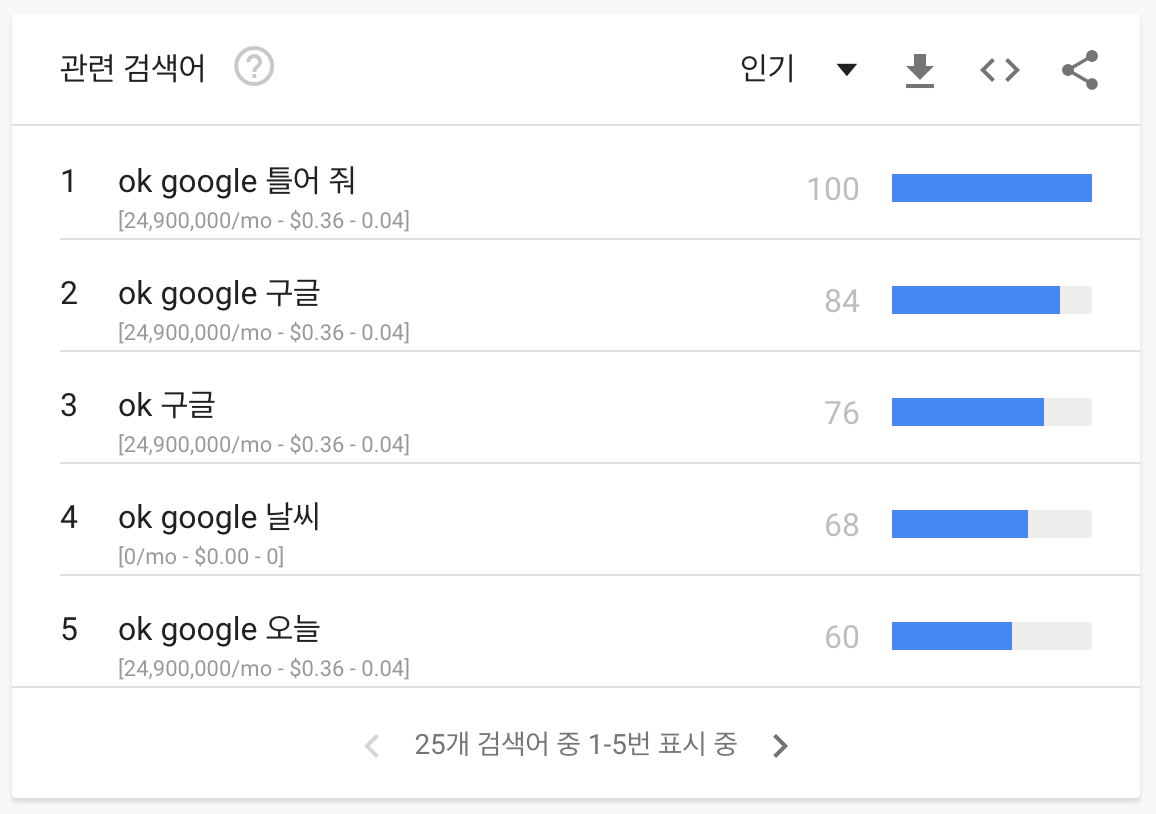 관련 검색어 ? 인기
1 ok google 틀어 줘 100
[24,900,000/mo - $0.36 - 0.04]
2 ok google 구글 84
[24,900,000/mo - $0.36 - 0.04]
3 ok 구글 76
[24,900,000/mo - $0.36 - 0.04]
4 ok google 날씨 68
[0/mo - $0.00 - 0]
5 ok google 오늘 60
[24,900,000/mo - $0.36 - 0.04]
25개 검색어 중 1-5번 표시 중